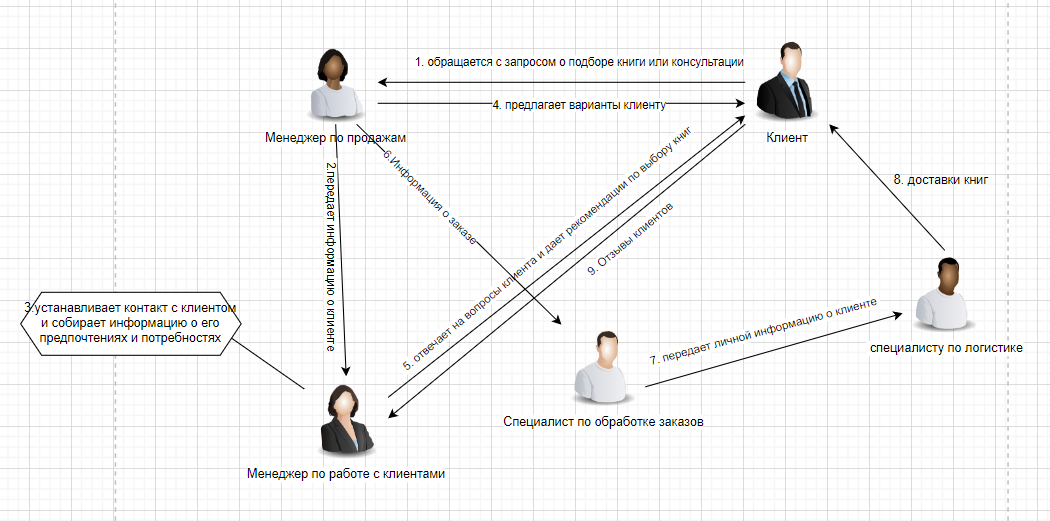 1. обращается с запросом о подборе книги или консультации
4. предлагает варианты клиенту
Менеджер по продажам
Клиент
6.Информация о заказе
2.передает информацию о клиенте
5. отвечает на вопросы клиента и дает рекомендации по выбору книг
9. Отзывы клиентов
8. доставки книг
3.устанавливает контакт с клиентом
и собирает информацию о его
предпочтениях и потребностях
7. передает личной информацию о клиенте
специалисту по логистике
Специалист по обработке заказов
Менеджер по работе с клиентами